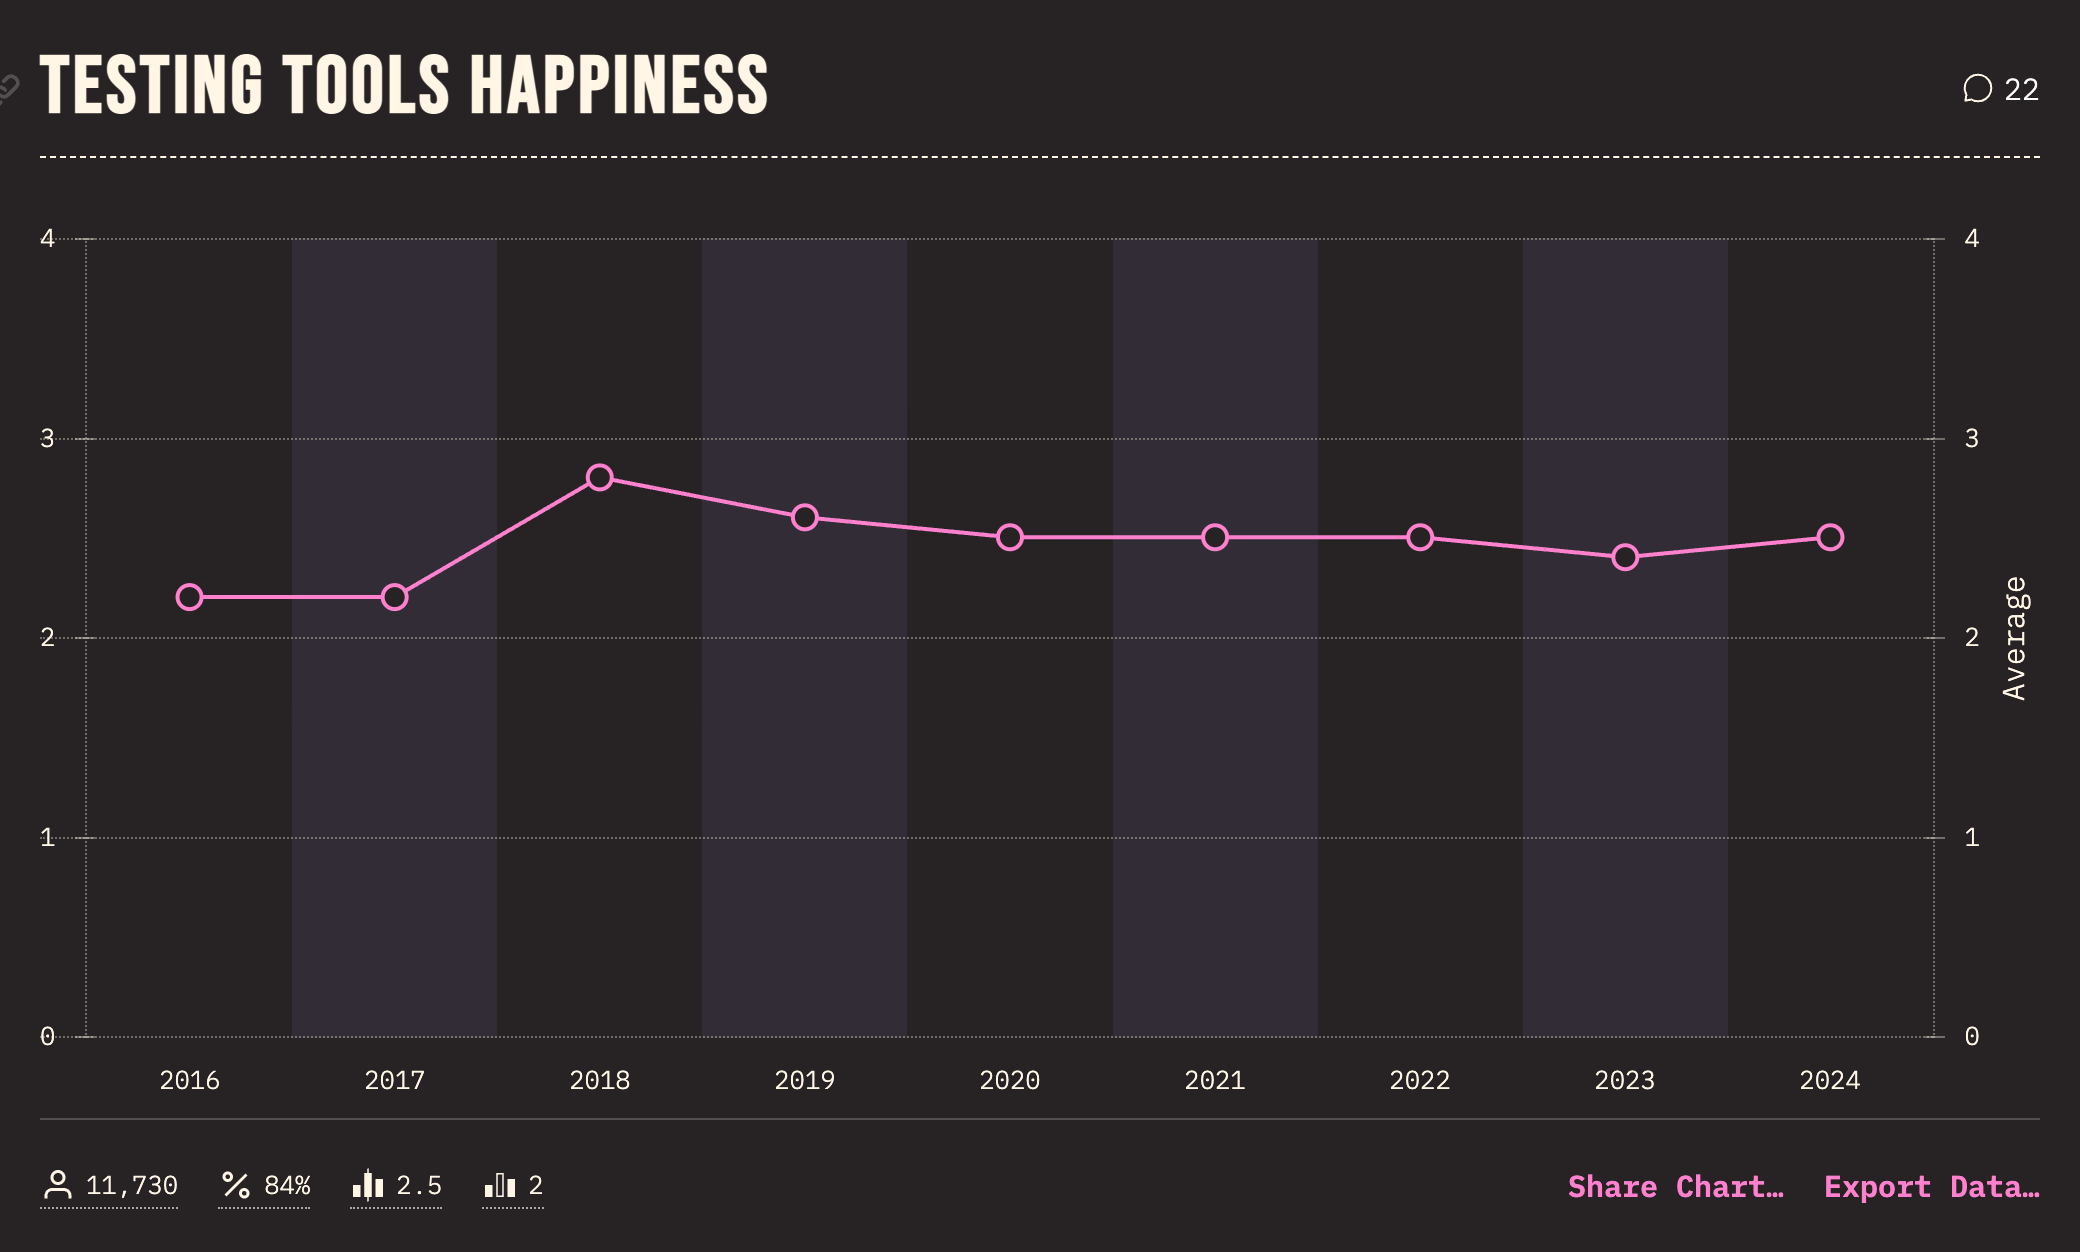 TESTING TOOLS HAPPINESS
22
4 4
3 3
2 2
1 1
0 0
Average
2016 2017 2018 2019 2020 2021 2022 2023 2024
11,730 84% 2.5 2 Share Chart… Export Data…